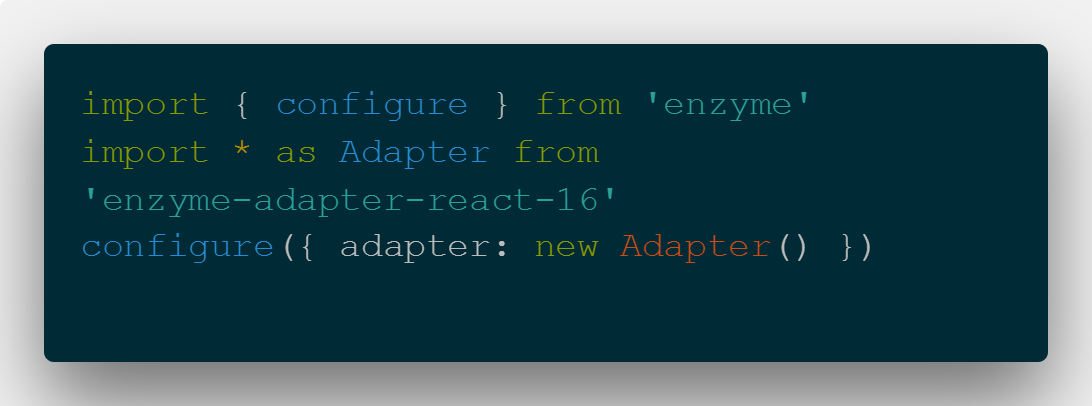 import { configure } from 'enzyme'
import * as Adapter from
'enzyme-adapter-react-16'
configure({ adapter: new Adapter() })